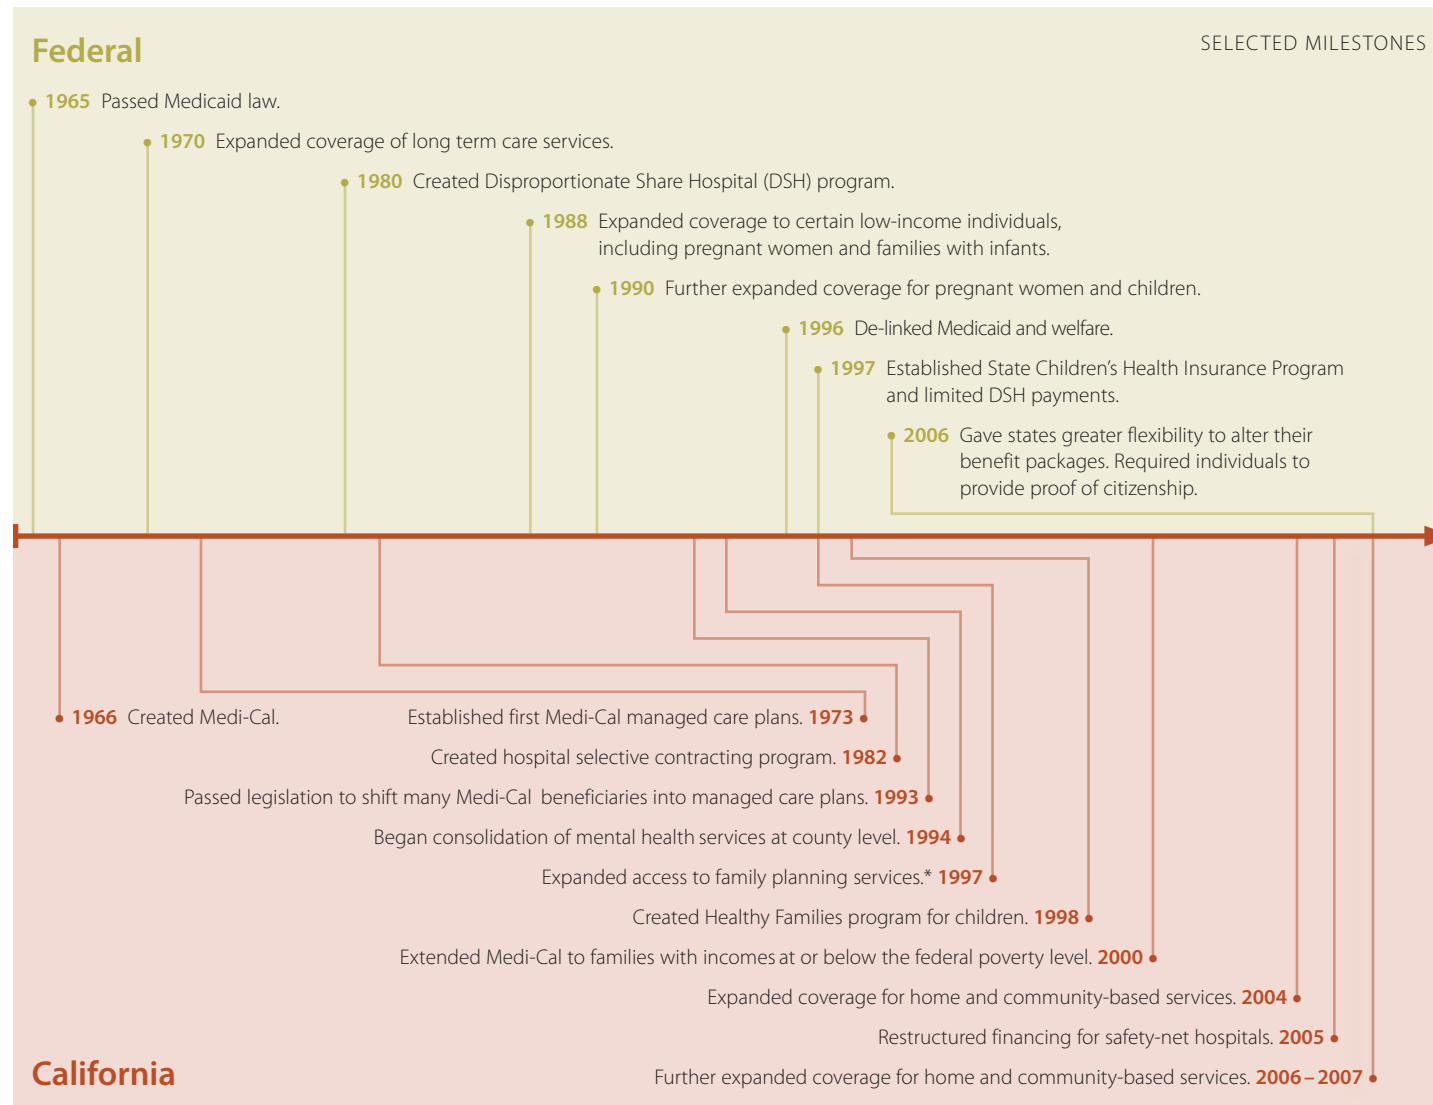 Federal
SELECTED MILESTONES
1965 Passed Medicaid law.
1970 Expanded coverage of long term care services.
1980 Created Disproportionate Share Hospital (DSH) program.
1988 Expanded coverage to certain low-income individuals,
including pregnant women and families with infants.
1990 Further expanded coverage for pregnant women and children.
1996 De-linked Medicaid and welfare.
1997 Established State Children's Health Insurance Program
and limited DSH payments.
2006 Gave states greater flexibility to alter their
benefit packages. Required individuals to
provide proof of citizenship.
1966 Created Medi-Cal.
Established first Medi-Cal managed care plans. 1973
Created hospital selective contracting program. 1982
Passed legislation to shift many Medi-Cal beneficiaries into managed care plans. 1993
Began consolidation of mental health services at county level. 1994
Expanded access to family planning services.* 1997
Created Healthy Families program for children. 1998
Extended Medi-Cal to families with incomes at or below the federal poverty level. 2000
Expanded coverage for home and community-based services. 2004
Restructured financing for safety-net hospitals. 2005
Further expanded coverage for home and community-based services. 2006–2007
California